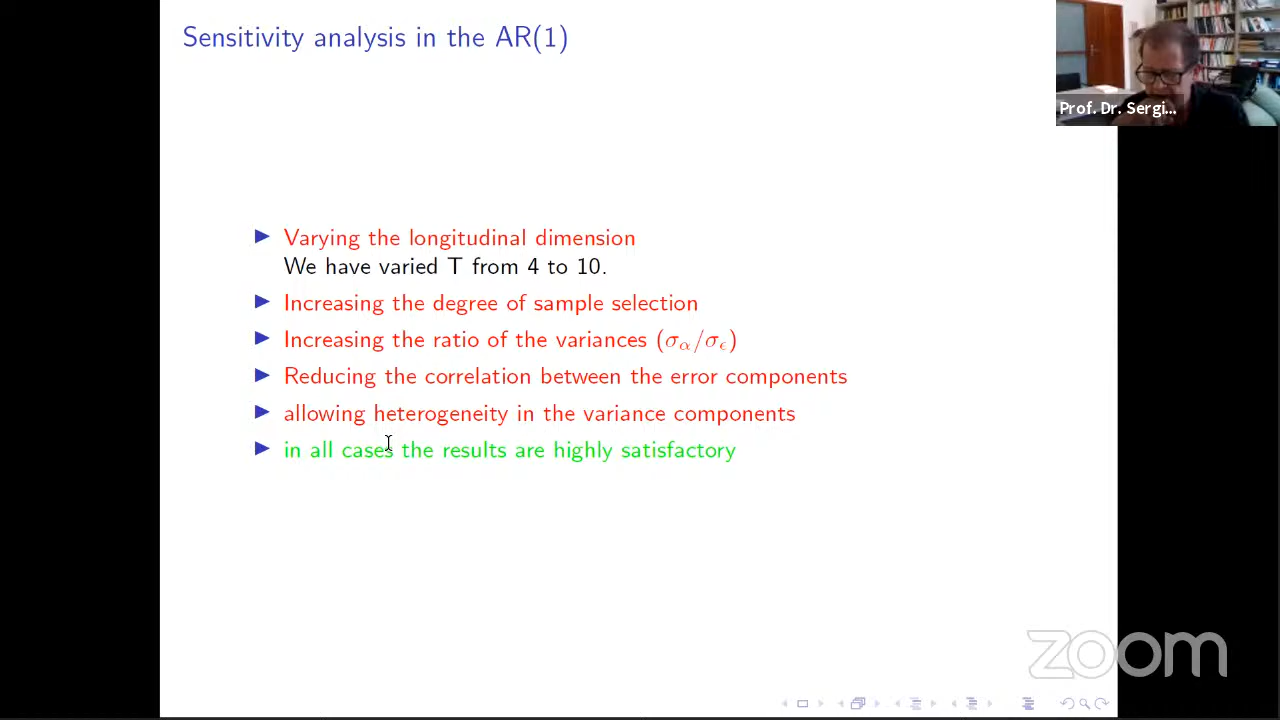 Sensitivity analysis in the AR(1)
Prof. Dr. Sergi...
Varying the longitudinal dimension
We have varied T from 4 to 10.
Increasing the degree of sample selection
Increasing the ratio of the variances (σα/σϵ)
Reducing the correlation between the error components
allowing heterogeneity in the variance components
in all cases the results are highly satisfactory
zoom